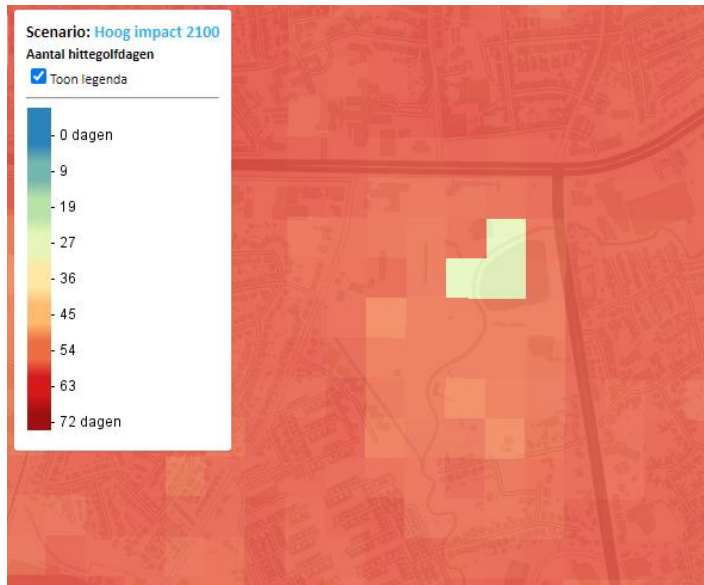 Scenario: Hoog impact 2100
Aantal hittegolfdagen
Toon legenda
0 dagen
9
19
27
36
45
54
63
72 dagen